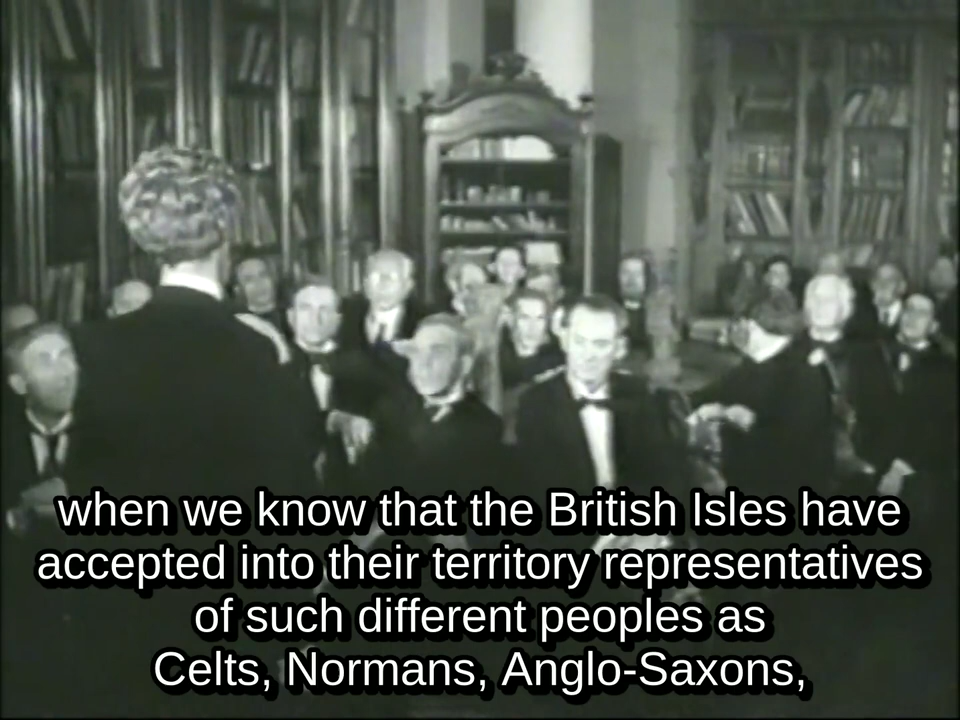 when we know that the British Isles have
accepted into their territory representatives
of such different peoples as
Celts, Normans, Anglo-Saxons,